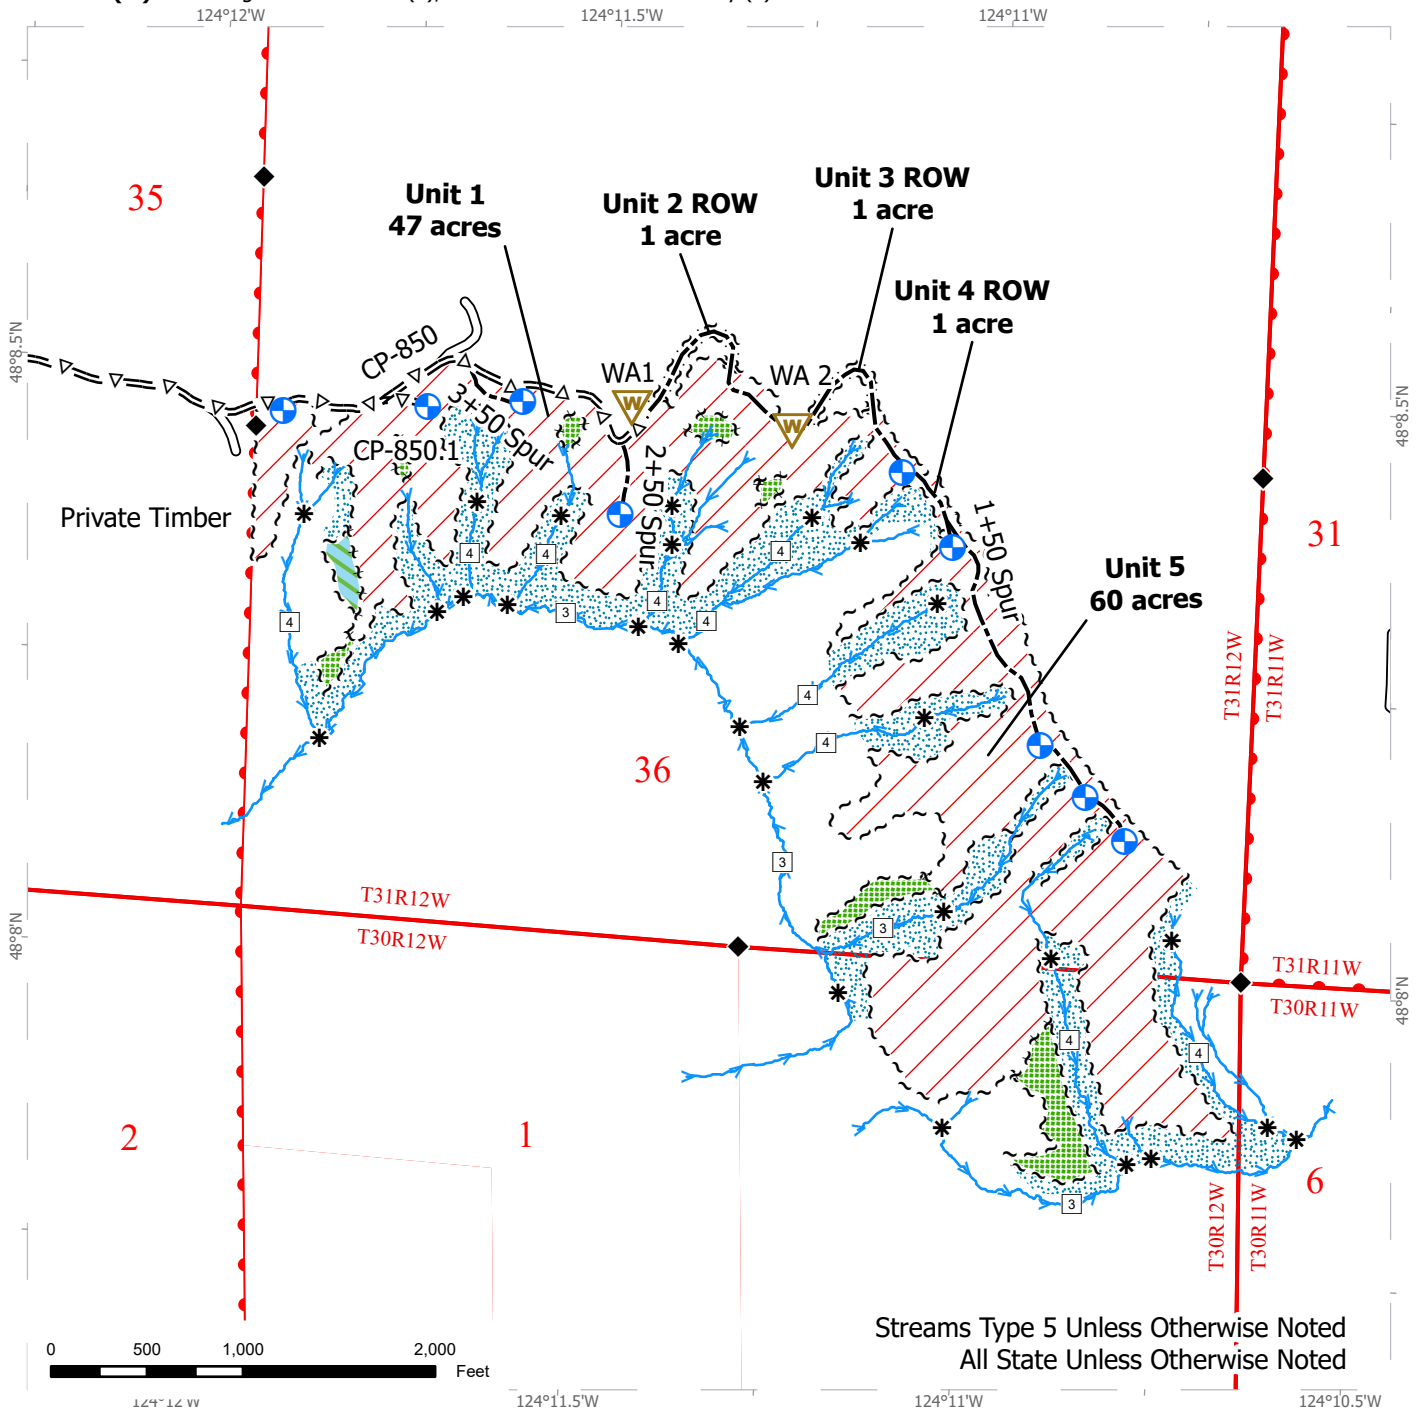 124°12'W
124°11.5'W
124°11'W
35
Unit 1
47 acres
Unit 2 ROW
1 acre
Unit 3 ROW
1 acre
Unit 4 ROW
1 acre
48°8.5'N
48°8.5'N
CP-850
WA1
WA 2
W
W
3+50 Spur
CP-850.1
2+50 Spur
1+50 Spur
Private Timber
31
4
4
4
4
4
4
3
Unit 5
60 acres
4
4
T31R12W
T31R11W
36
3
3
T31R12W
T30R12W
48°8'N
48°8'N
T31R11W
T30R11W
4
4
2
1
6
3
T30R12W
T30R11W
Streams Type 5 Unless Otherwise Noted
All State Unless Otherwise Noted
0 500 1,000 2,000
Feet
124°12'W
124°11.5'W
124°11'W
124°10.5'W